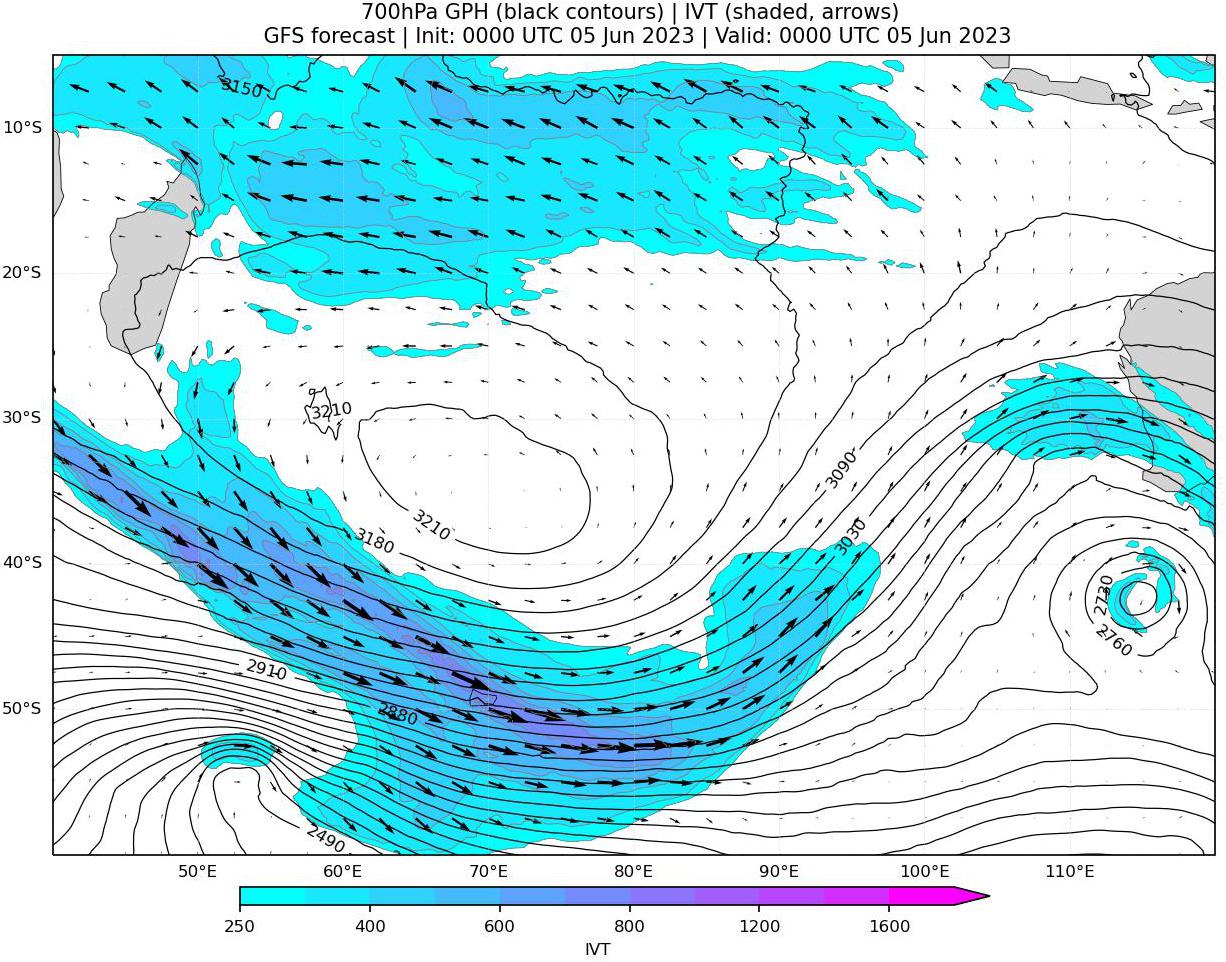 700hPa GPH (black contours) | IVT (shaded, arrows)
GFS forecast | Init: 0000 UTC 05 Jun 2023 | Valid: 0000 UTC 05 Jun 2023
3150
10°S
20°S
3210
30°S
3090
3210
3180
3030
40°S
2730
2760
2910
2880
50°S
2490
50°E 60°E 70°E 80°E 90°E 100°E 110°E
250 400 600 800 1200 1600
IVT